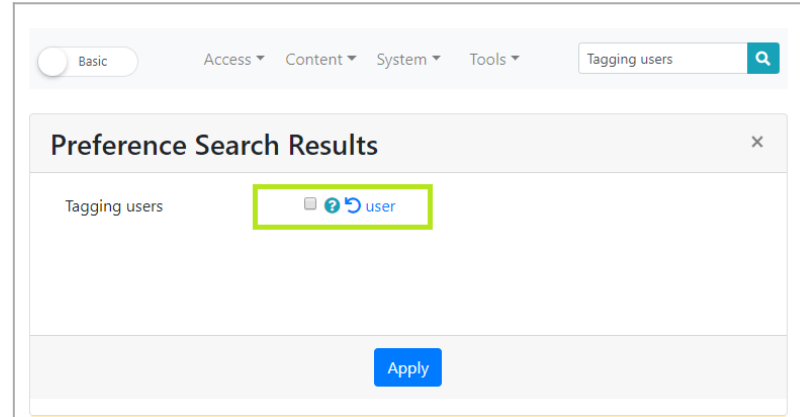 Basic Access Content System Tools Tagging users
Preference Search Results ×
Tagging users ? user
Apply